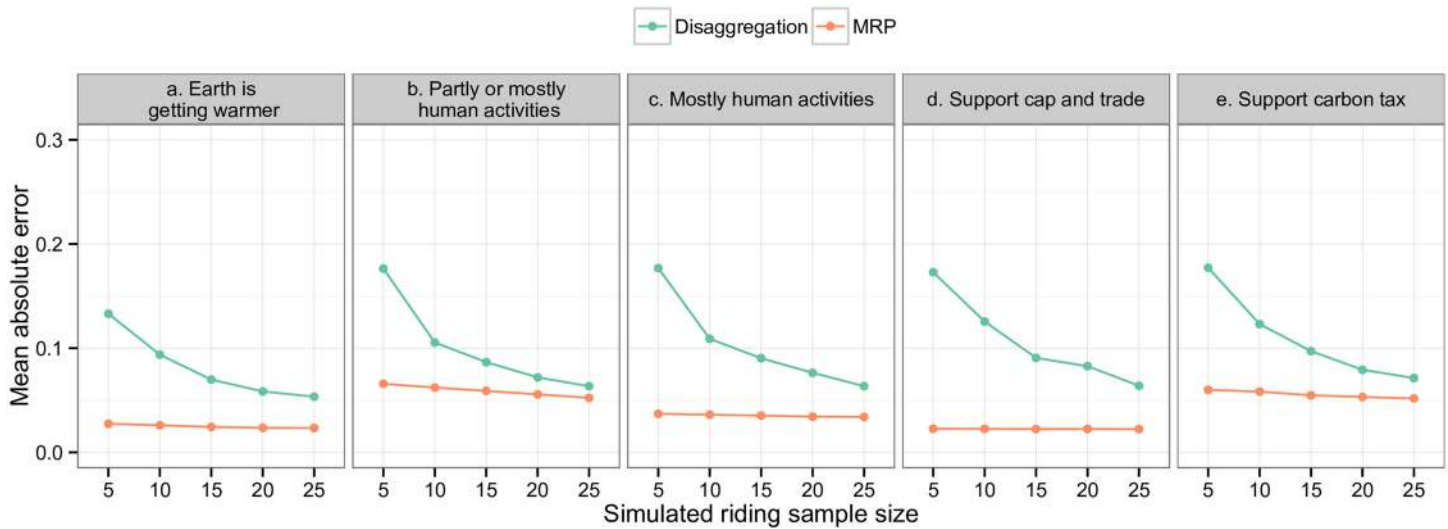 Disaggregation MRP
a. Earth is
getting warmer
b. Partly or mostly
human activities
c. Mostly human activities
d. Support cap and trade
e. Support carbon tax
Mean absolute error
0.3
0.2
0.1
0.0
5 10 15 20 25 5 10 15 20 25 5 10 15 20 25 5 10 15 20 25 5 10 15 20 25
Simulated riding sample size